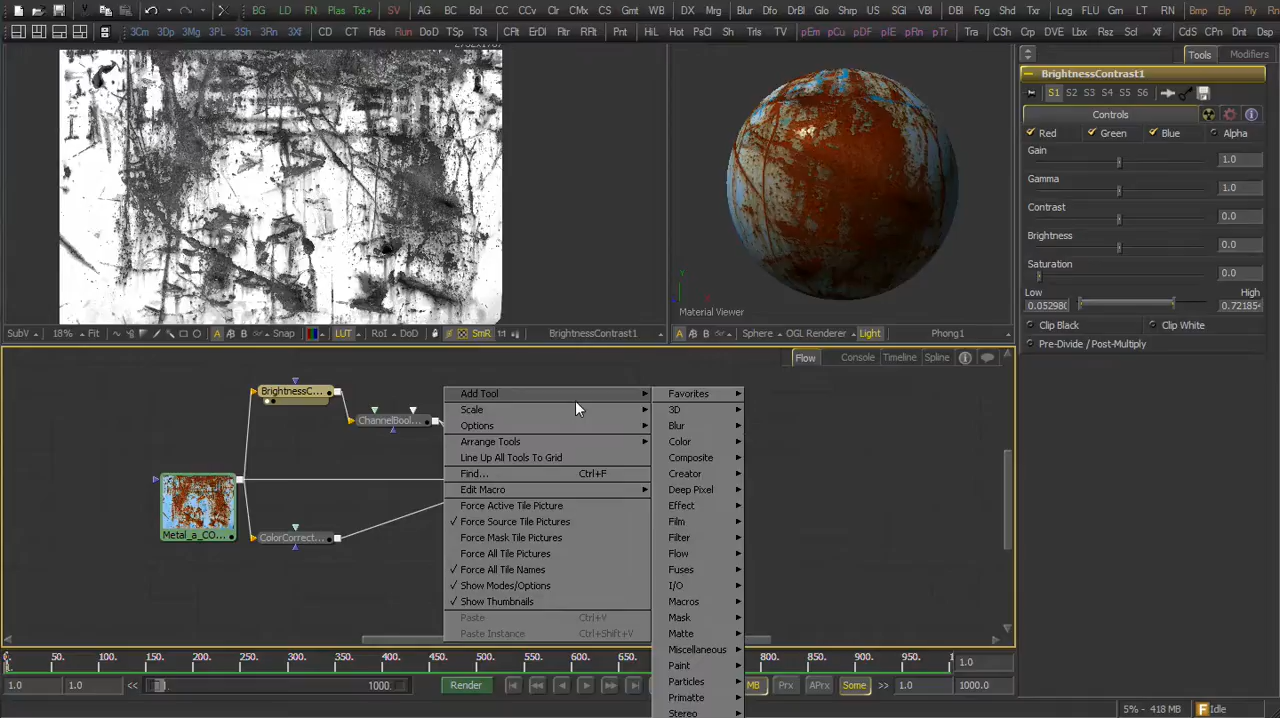 BG LD FN Plas Txt+ SV AG BC Bol CC CCv Clr CMx CS Gmt WB DX Mrg Blur Dfo DrBl Glo Shrp US SGl VBl DBl Fog Shd Txr Log FLU Grn LT RN Bmp Elp Ply Rn
3Cm 3Dp 3Mg 3PL 3Sh 3Rn 3Xf CD CT FIds Run DoD TSp TSt CFlt ErDl Fltr RFt Pnt HiL Hot PsCl Sh Trls TV pEm pCu pDF pIE pRn pTr Tra CSh Crp DVE Lbx Rsz Scl Xf CdS CPn Dnt Dsp
Tools Modifiers
BrightnessContrast1
S1 S2 S3 S4 S5 S6
Controls
Red Green Blue Alpha
Gain
1.0
Gamma
1.0
Contrast
0.0
Brightness
0.0
Saturation
0.0
Low High
0.05298( 0.72185+
Clip Black Clip White
Pre-Divide / Post-Multiply
Material Viewer
SubV 18% Fit A B Snap LUT RoI DoD SmR 1:1 BrightnessContrast1
A B Sphere OGL Renderer Light Phong1
Flow Console Timeline Spline
BrightnessC...
ChannelBool...
Metal_a_CO...
ColorCorrect...
Add Tool
Scale
Options
Arrange Tools
Line Up All Tools To Grid
Find... Ctrl+F
Edit Macro
Force Active Tile Picture
Force Source Tile Pictures
Force Mask Tile Pictures
Force All Tile Pictures
Force All Tile Names
Show Modes/Options
Show Thumbnails
Paste Ctrl+V
Paste Instance Ctrl+Shift+V
Favorites
3D
Blur
Color
Composite
Creator
Deep Pixel
Effect
Film
Filter
Flow
Fuses
I/O
Macros
Mask
Matte
Miscellaneous
Paint
Particles
Primatte
Stereo
50. 100. 150. 200. 250. 300. 350. 400. 450. 500. 550. 600. 650. 800. 850. 900. 950. 1.0
1.0 1.0 << 1000. Render MB Prx APrx Some >> 1.0 1000.0
5% - 418 MB Idle